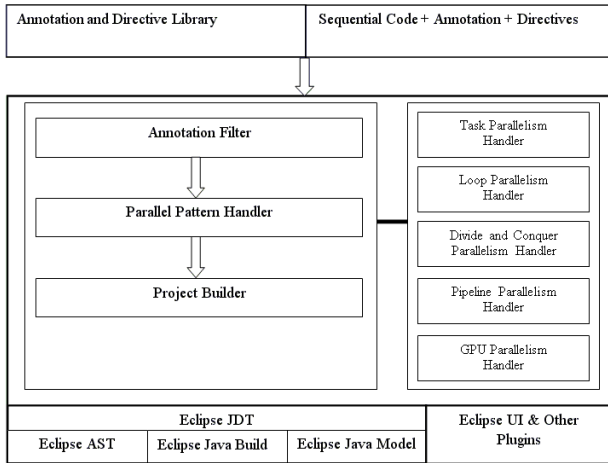 Annotation and Directive Library
Sequential Code + Annotation + Directives
Annotation Filter
Parallel Pattern Handler
Project Builder
Task Parallelism
Handler
Loop Parallelism
Handler
Divide and Conquer
Parallelism Handler
Pipeline Parallelism
Handler
GPU Parallelism
Handler
Eclipse JDT
Eclipse AST
Eclipse Java Build
Eclipse Java Model
Eclipse UI & Other
Plugins